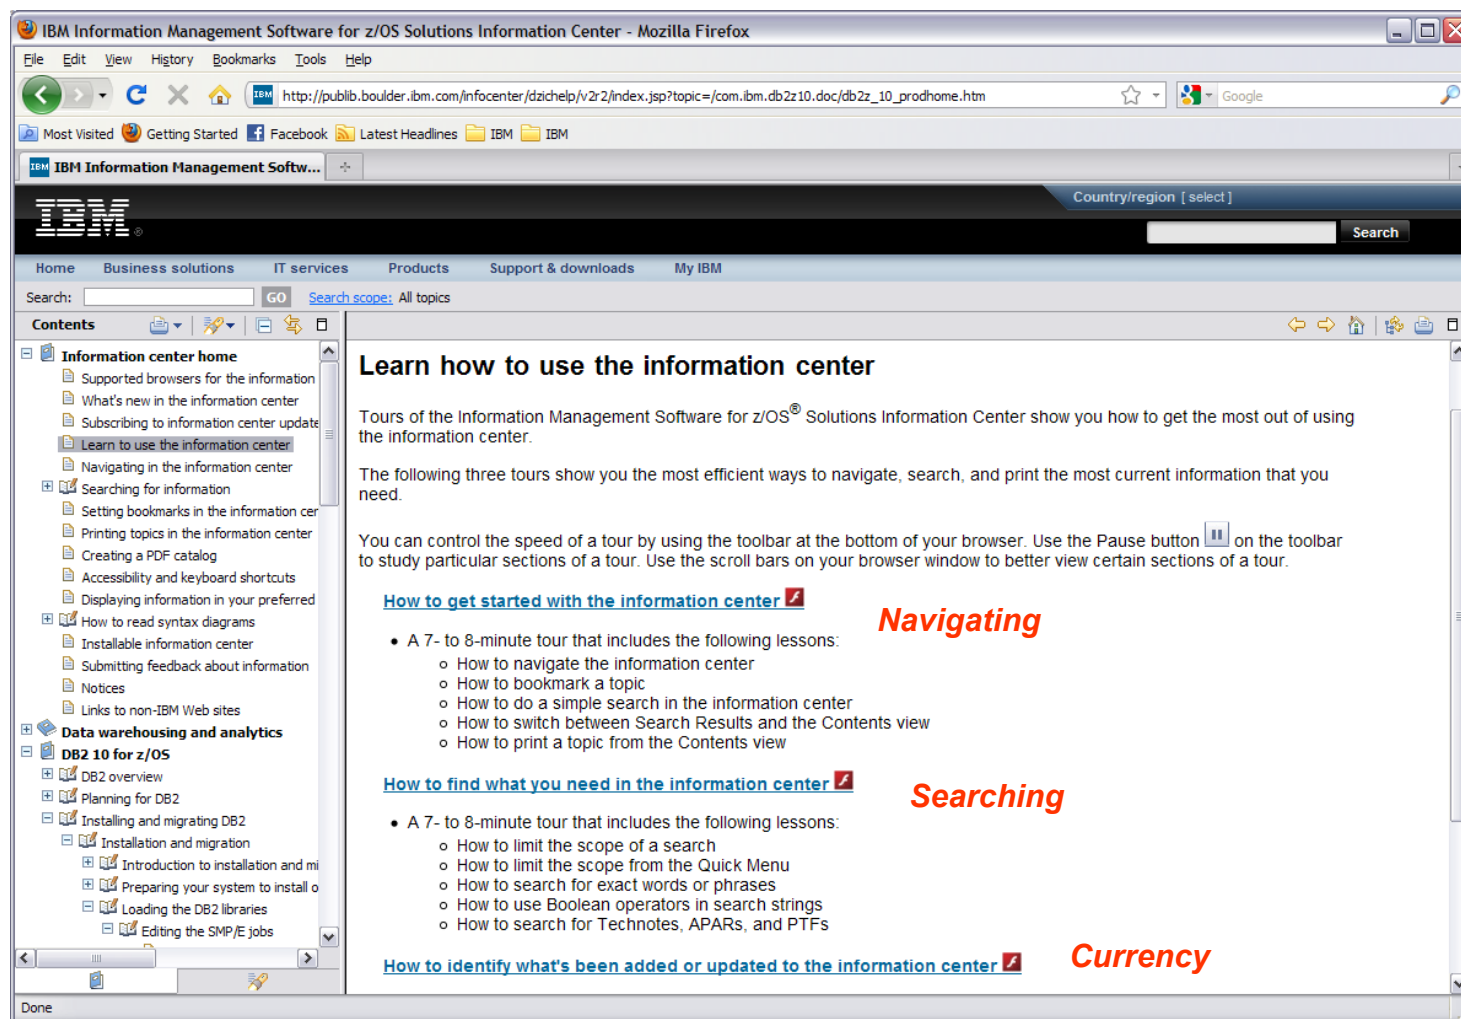 IBM Information Management Software for z/OS Solutions Information Center - Mozilla Firefox
File Edit View History Bookmarks Tools Help
IBM http://publib.boulder.ibm.com/infocenter/dzichelp/v2r2/index.jsp?topic=/com.ibm.db2z10.doc/db2z_10_prodhome.htm Google
Most Visited Getting Started Facebook Latest Headlines IBM IBM
IBM IBM Information Management Softw...
Country/region [ select ]
IBM®
Search
Home Business solutions IT services Products Support & downloads My IBM
Search: GO Search scope: All topics
Contents
Information center home
Supported browsers for the information
What's new in the information center
Subscribing to information center update
Learn to use the information center
Navigating in the information center
Searching for information
Setting bookmarks in the information cer
Printing topics in the information center
Creating a PDF catalog
Accessibility and keyboard shortcuts
Displaying information in your preferred
How to read syntax diagrams
Installable information center
Submitting feedback about information
Notices
Links to non-IBM Web sites
Data warehousing and analytics
DB2 10 for z/OS
DB2 overview
Planning for DB2
Installing and migrating DB2
Installation and migration
Introduction to installation and mi
Preparing your system to install o
Loading the DB2 libraries
Editing the SMP/E jobs
Learn how to use the information center
Tours of the Information Management Software for z/OS® Solutions Information Center show you how to get the most out of using
the information center.
The following three tours show you the most efficient ways to navigate, search, and print the most current information that you
need.
You can control the speed of a tour by using the toolbar at the bottom of your browser. Use the Pause button on the toolbar
to study particular sections of a tour. Use the scroll bars on your browser window to better view certain sections of a tour.
How to get started with the information center
Navigating
• A 7- to 8-minute tour that includes the following lessons:
o How to navigate the information center
o How to bookmark a topic
o How to do a simple search in the information center
o How to switch between Search Results and the Contents view
o How to print a topic from the Contents view
How to find what you need in the information center
Searching
• A 7- to 8-minute tour that includes the following lessons:
o How to limit the scope of a search
o How to limit the scope from the Quick Menu
o How to search for exact words or phrases
o How to use Boolean operators in search strings
o How to search for Technotes, APARs, and PTFs
How to identify what's been added or updated to the information center
Currency
Done